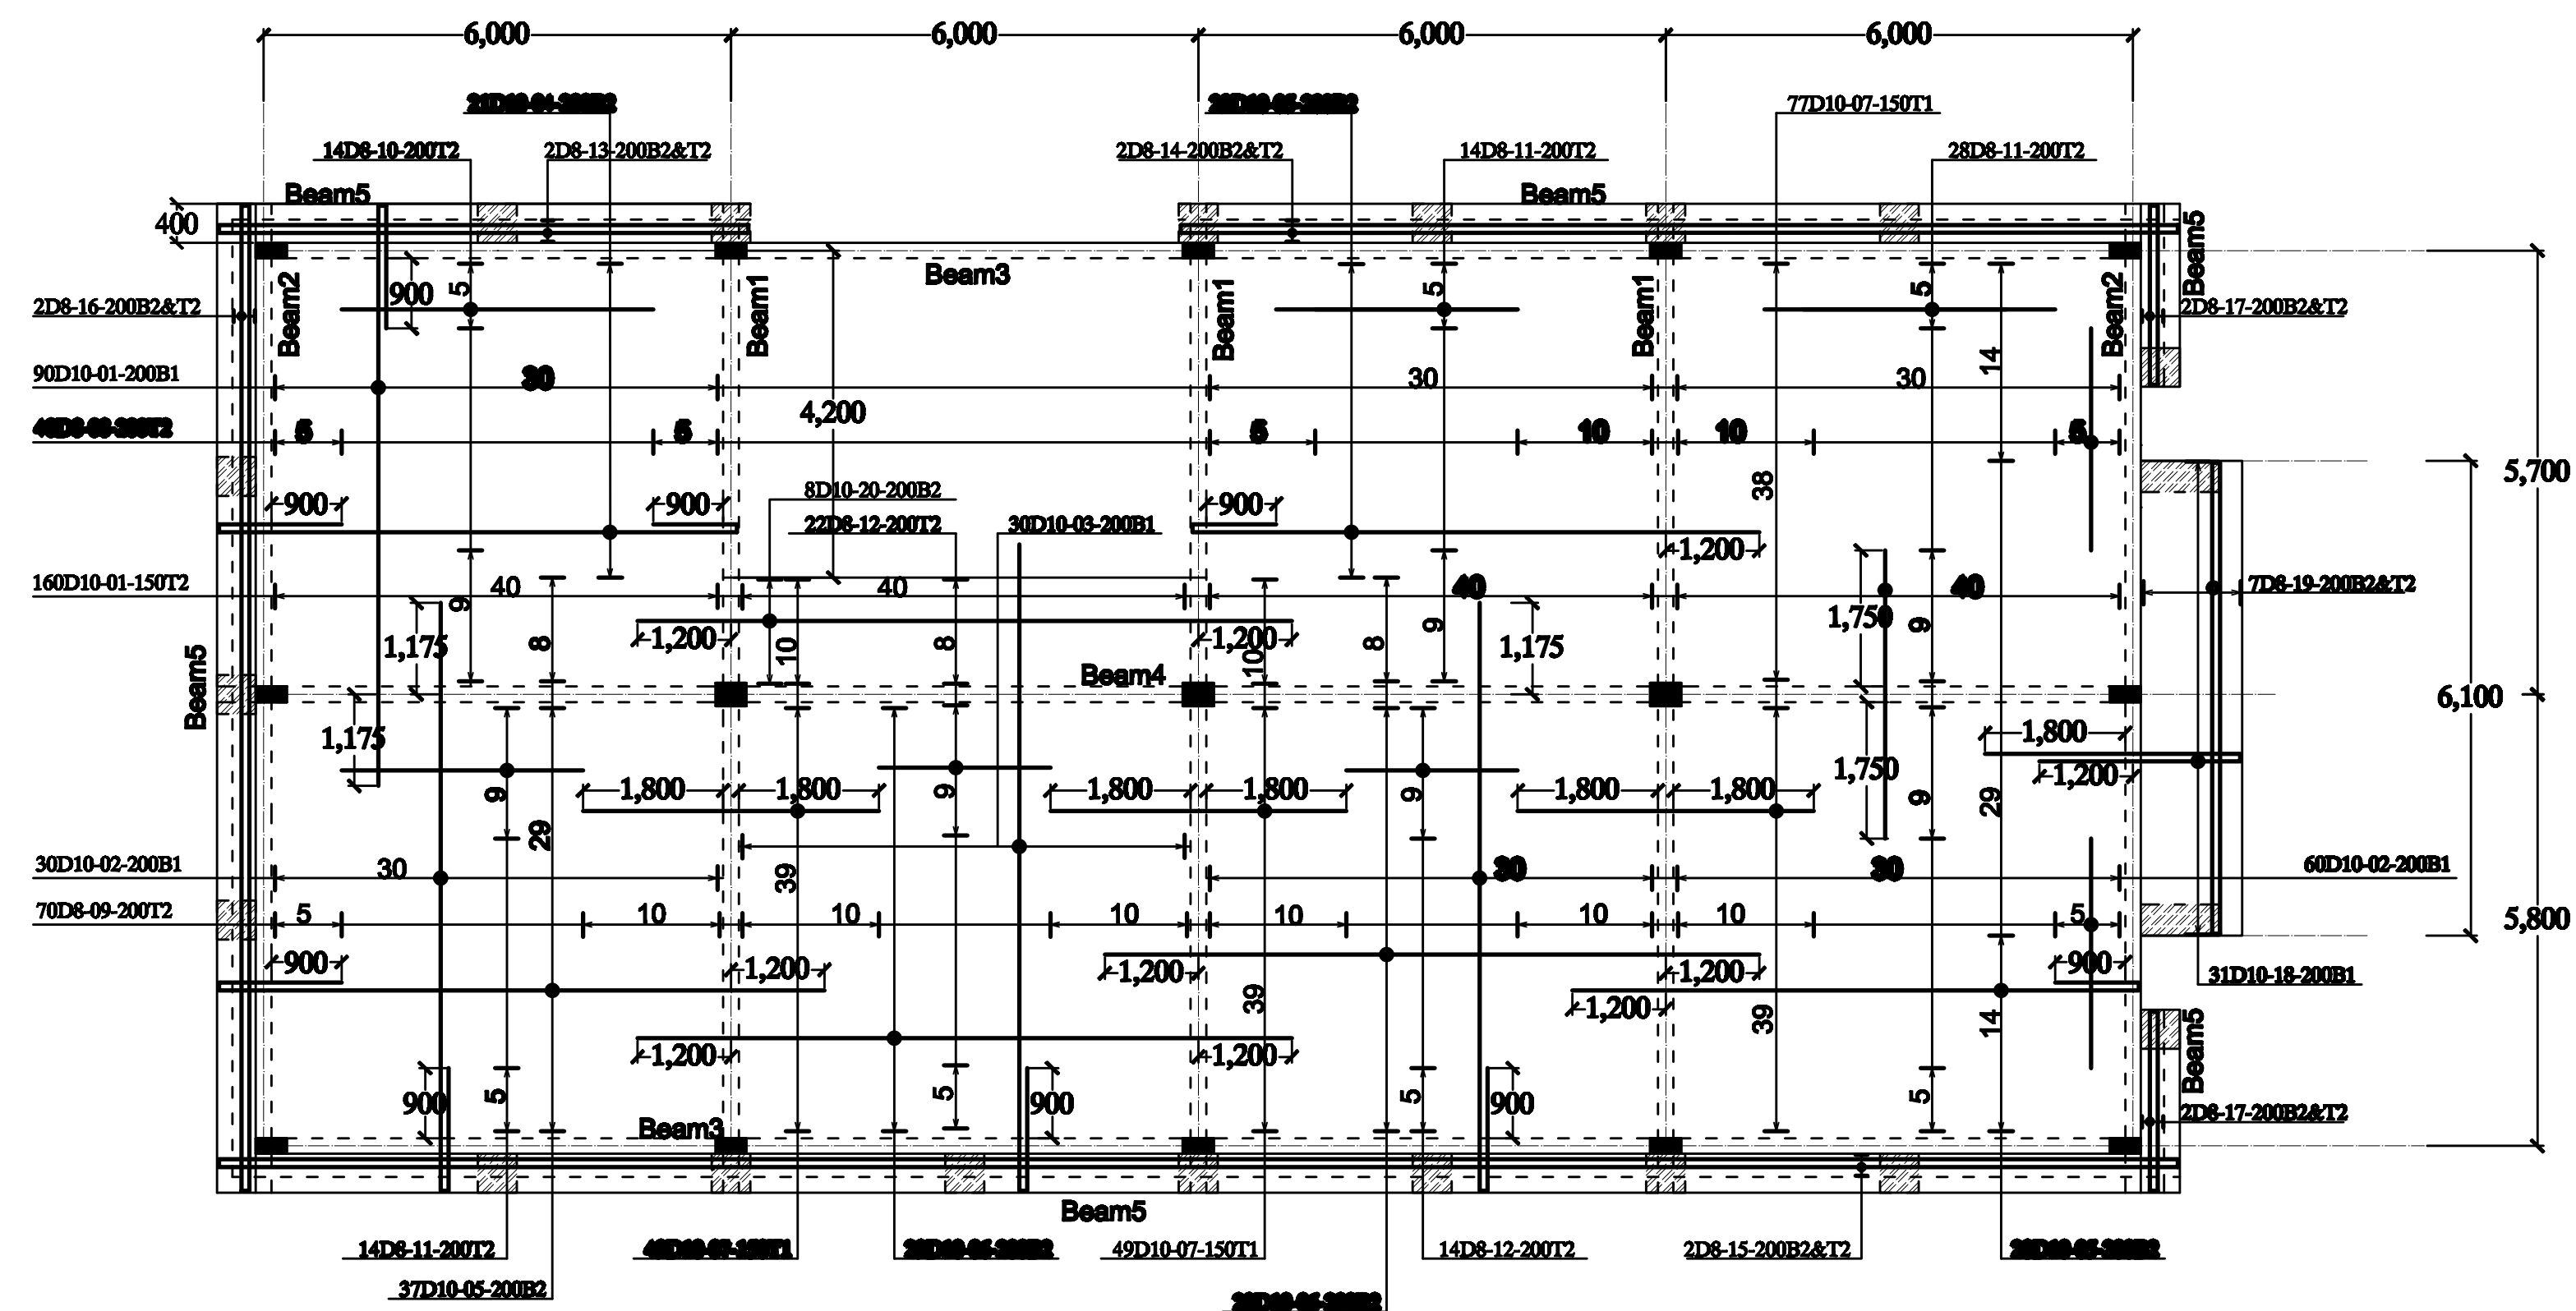 6,000 6,000 6,000 6,000
77D10-07-150T1
14D8-10-200T2 2D8-13-200B2&T2 2D8-14-200B2&T2 14D8-11-200T2 28D8-11-200T2
Beam5 Beam5
400
Beam5
Beam3
900 5 5 5
Beam2 Beam1 Beam1 Beam1 Beam2
2D8-16-200B2&T2 2D8-17-200B2&T2
14
90D10-01-200B1 30 30 30
4,200
5 5 5 10 10 5
5,700
38
900 900 8D10-20-200B2 900
22D8-12-200T2 30D10-03-200B1
1,200
160D10-01-150T2 40 40 40 40 7D8-19-200B2&T2
9 1,750
1,175 8 1,200 10 8 1,200 10 8 9 1,175 9
Beam5 Beam4
6,100
1,175 1,800
1,800 1,800 1,800 1,800 1,800 1,800 1,750 1,200
9 9 9 9 29
29
30D10-02-200B1 30 39 30 30 60D10-02-200B1
70D8-09-200T2 5 10 10 10 10 10 10 5 5,800
900 1,200 1,200 1,200 900
31D10-18-200B1
39 39 1,200 14
1,200 1,200
900 5 5 900 5 900 5
Beam5
Beam3 2D8-17-200B2&T2
Beam5
14D8-11-200T2 49D10-07-150T1 14D8-12-200T2 2D8-15-200B2&T2
37D10-05-200B2